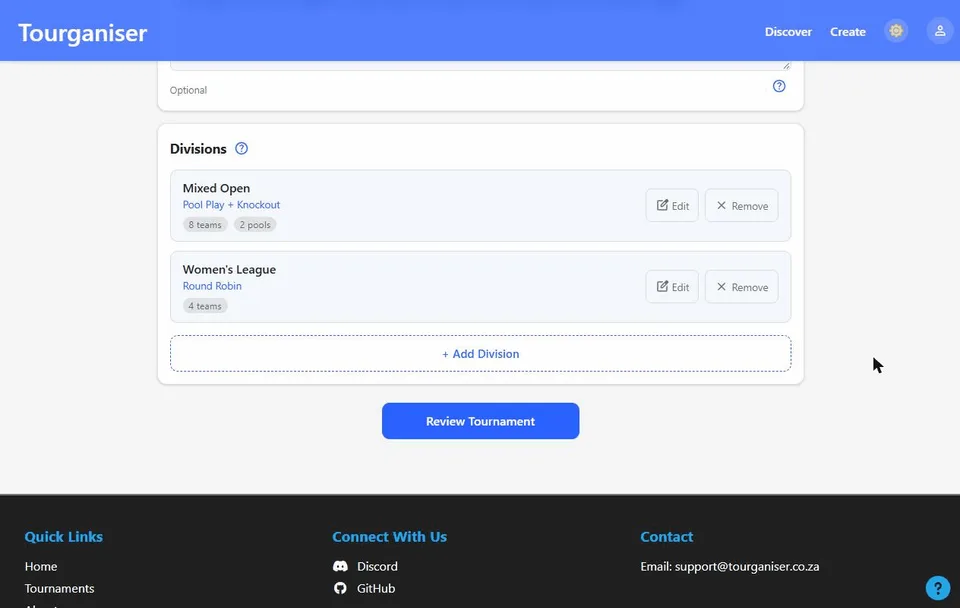 Tourganiser
Discover
Create
Optional
Divisions
Mixed Open
Pool Play + Knockout
8 teams
2 pools
Edit
Remove
Women's League
Round Robin
4 teams
Edit
Remove
+ Add Division
Review Tournament
Quick Links
Home
Tournaments
Connect With Us
Discord
GitHub
Contact
Email: support@tourganiser.co.za
?